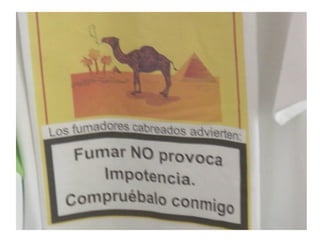 Los fumadores cabreados advierten:
Fumar NO provoca
Impotencia.
Compruébalo conmigo